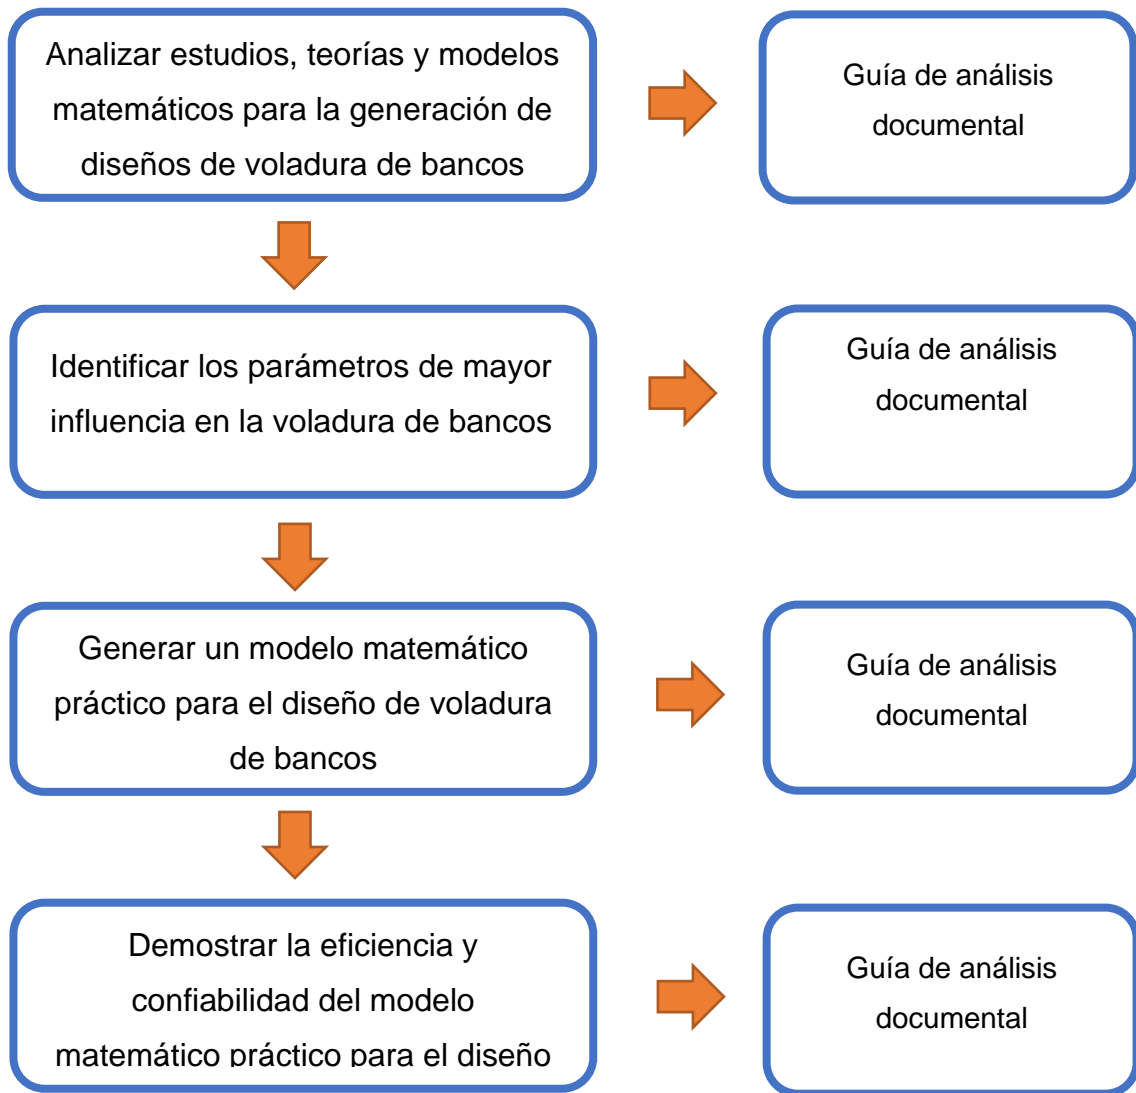 Analizar estudios, teorías y modelos
matemáticos para la generación de
diseños de voladura de bancos
Guía de análisis
documental
Identificar los parámetros de mayor
influencia en la voladura de bancos
Guía de análisis
documental
Generar un modelo matemático
práctico para el diseño de voladura
de bancos
Guía de análisis
documental
Demostrar la eficiencia y
confiabilidad del modelo
matemático práctico para el diseño
Guía de análisis
documental